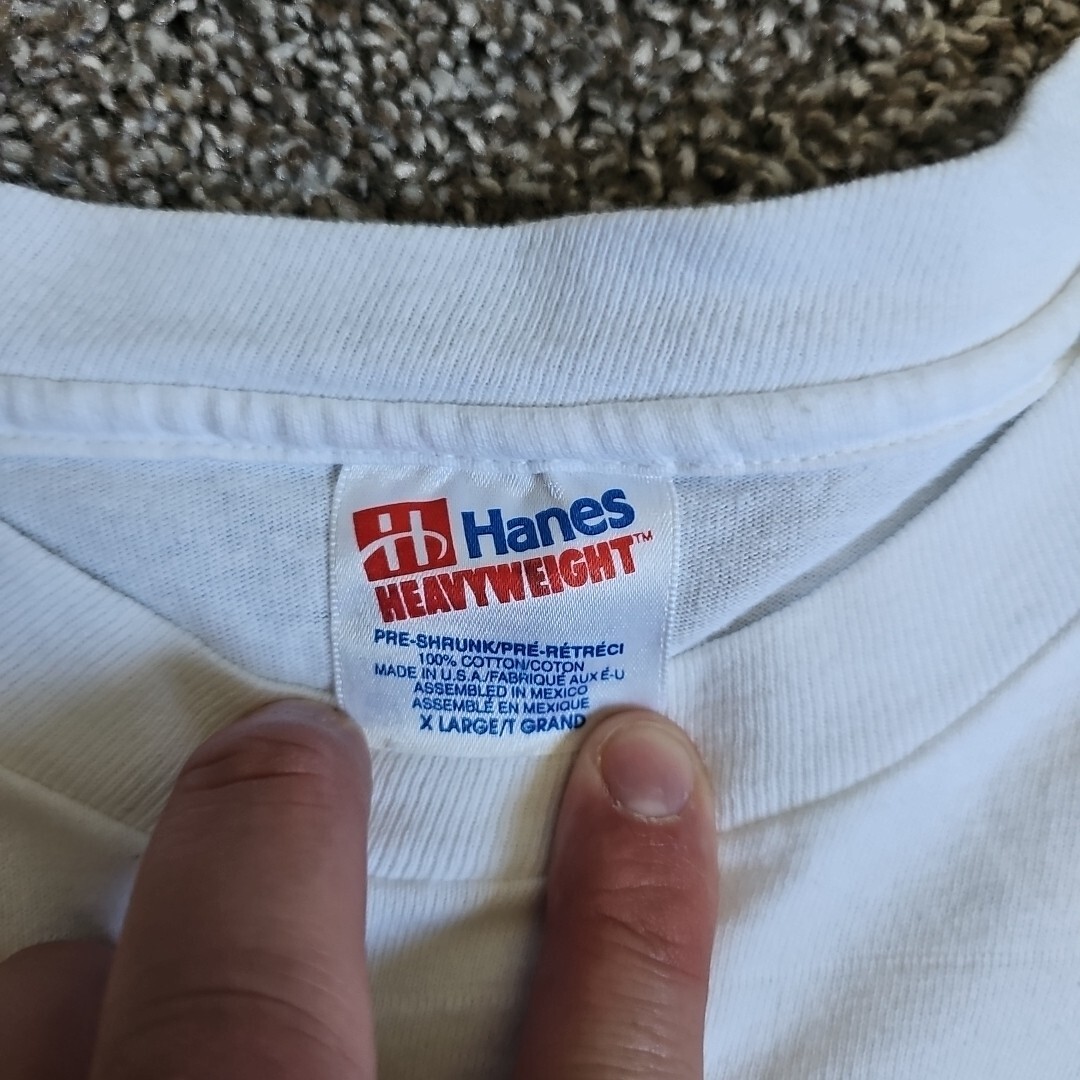 H Hanes
HEAVYWEIGHT™
PRE-SHRUNK/PRÉ-RÉTRÉCI
100% COTTON/COTON
MADE IN U.S.A./FABRIQUÉ AUX É-U
ASSEMBLED IN MEXICO
ASSEMBLÉ EN MEXIQUE
X LARGE/T GRAND